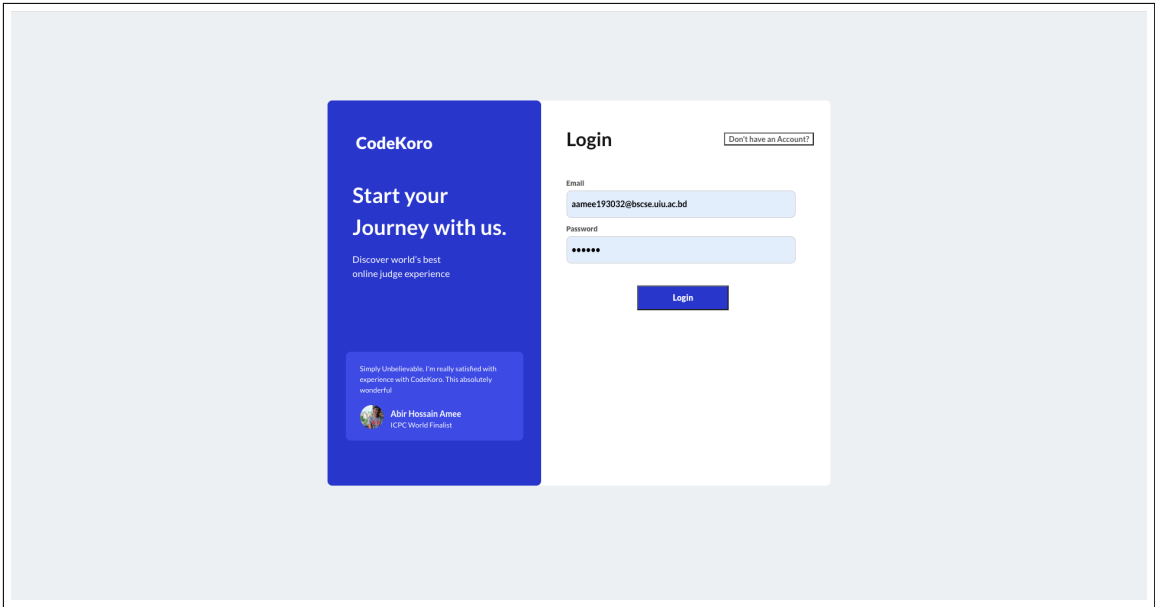 CodeKoro
Start your
Journey with us.
Discover world's best
online judge experience
Simply Unbelievable. I'm really satisfied with
experience with CodeKoro. This absolutely
wonderful
Abir Hossain Amee
ICPC World Finalist
Login
Don't have an Account?
Email
aamee193032@bscse.uiu.ac.bd
Password
••••••
Login